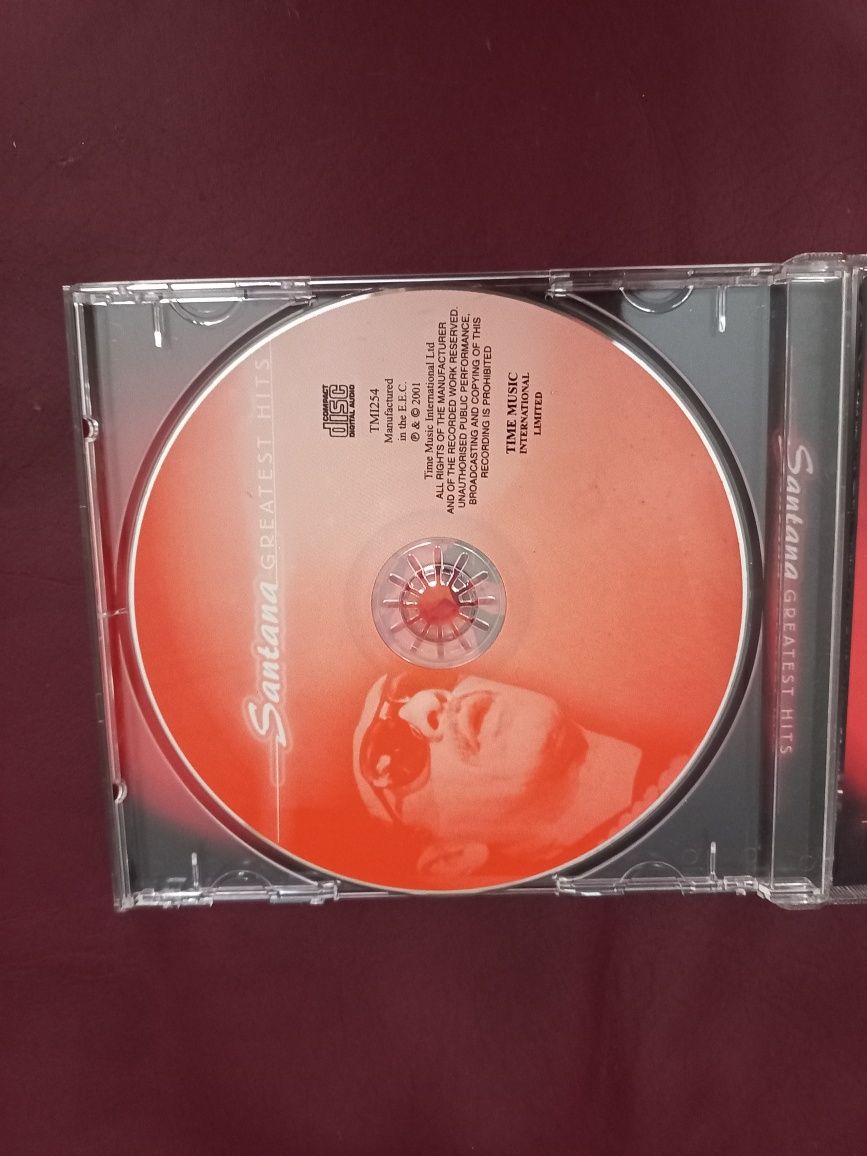 Santana GREATEST HITS
COMPACT
disc
DIGITAL AUDIO
TMI254
Manufactured
in the E.E.C.
℗ & © 2001
Time Music International Ltd
ALL RIGHTS OF THE MANUFACTURER
AND OF THE RECORDED WORK RESERVED.
UNAUTHORISED PUBLIC PERFORMANCE,
BROADCASTING AND COPYING OF THIS
RECORDING IS PROHIBITED
TIME MUSIC
INTERNATIONAL
LIMITED
Santana GREATEST HITS